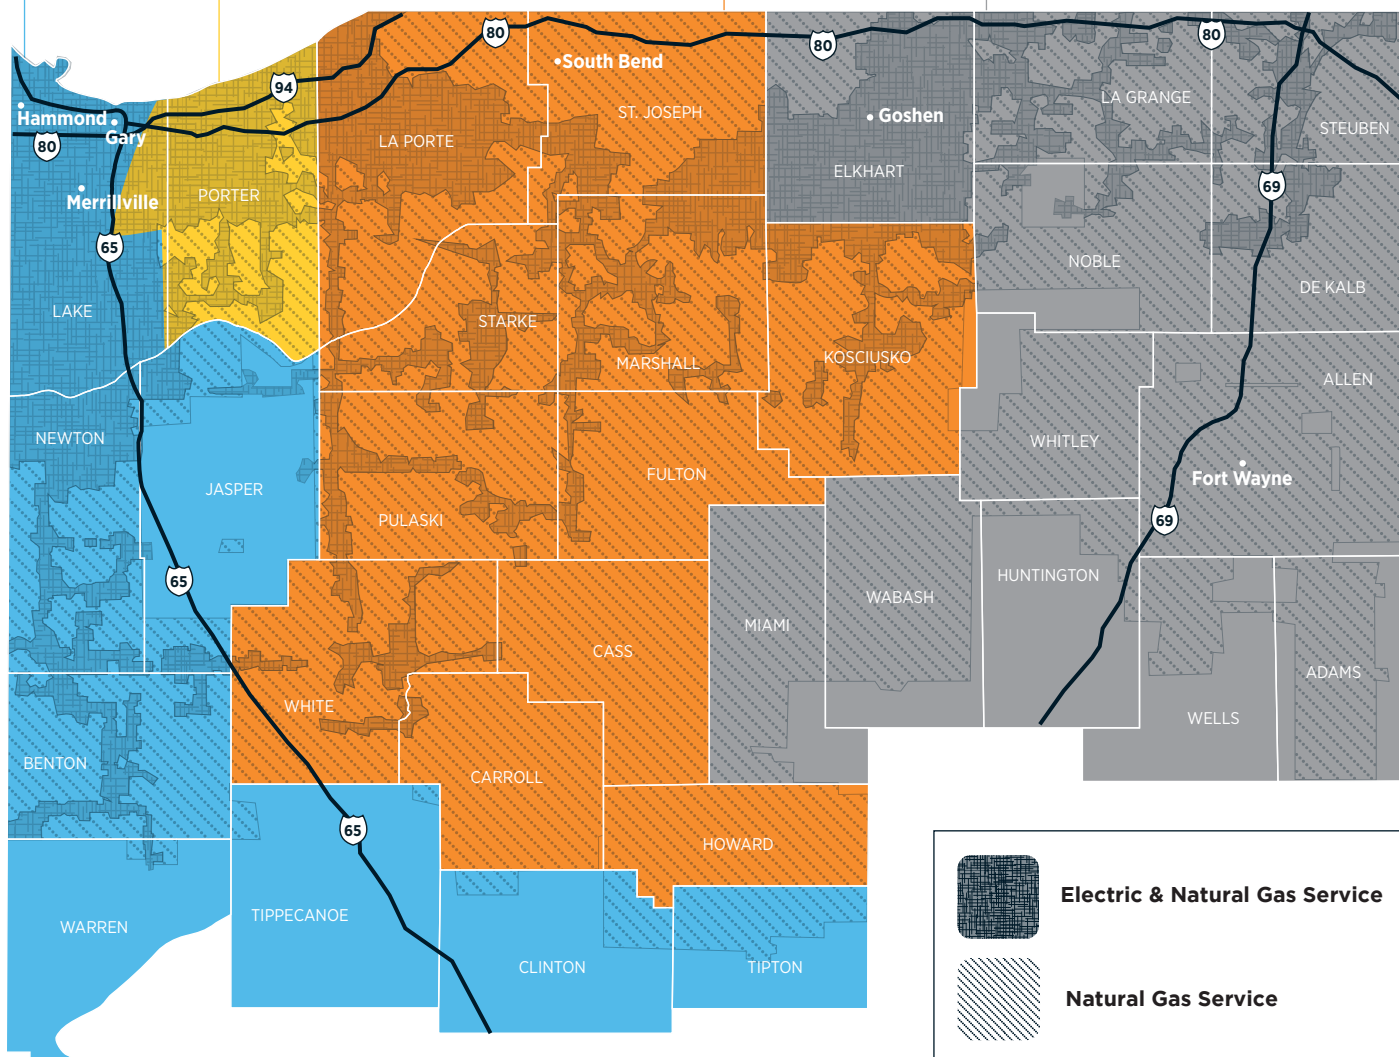 80
80
80
South Bend
94
LA GRANGE
Hammond
ST. JOSEPH
Goshen
STEUBEN
Gary
LA PORTE
80
ELKHART
69
PORTER
Merrillville
65
NOBLE
DE KALB
LAKE
STARKE
MARSHALL
KOSCIUSKO
ALLEN
NEWTON
WHITLEY
JASPER
FULTON
Fort Wayne
PULASKI
69
65
HUNTINGTON
WABASH
MIAMI
CASS
ADAMS
WHITE
WELLS
BENTON
CARROLL
65
HOWARD
Electric & Natural Gas Service
TIPPECANOE
WARREN
CLINTON
TIPTON
Natural Gas Service